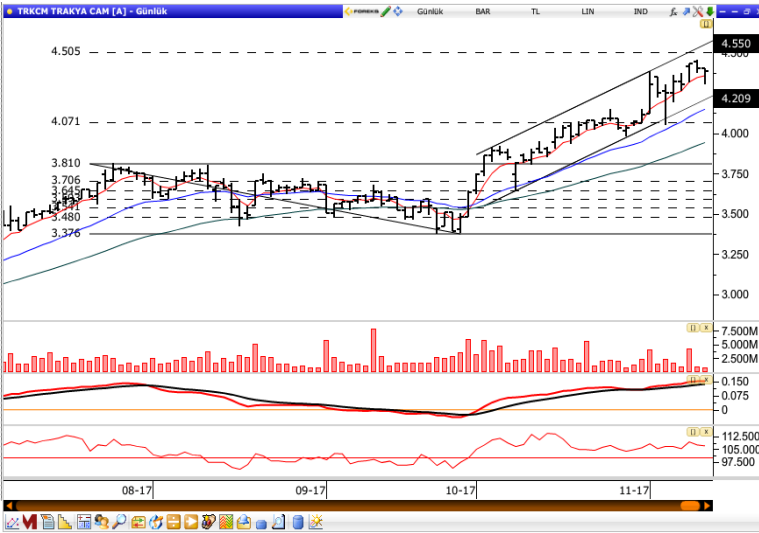 TRKCM TRAKYA CAM [A] - Günlük
FOREKS
Günlük
BAR
TL
LIN
IND
4.505
4.071
3.810
3.706
3.645
3.480
3.376
4.550
4.209
4.000
3.750
3.500
3.250
3.000
7.500M
5.000M
2.500M
0.150
0.075
0
112.500
105.000
97.500
08-17
09-17
10-17
11-17